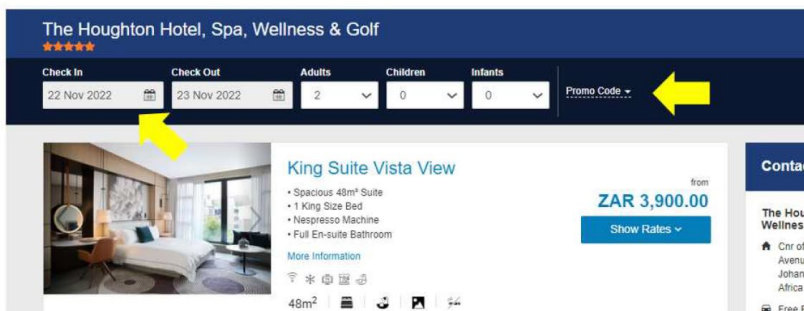 The Houghton Hotel, Spa, Wellness & Golf
Check In Check Out Adults Children Infants
22 Nov 2022 23 Nov 2022 2 0 0 Promo Code
King Suite Vista View
• Spacious 48m² Suite
• 1 King Size Bed
• Nespresso Machine
• Full En-suite Bathroom
More Information
48m²
from
ZAR 3,900.00
Show Rates
Contac
The Hou
Wellnes
Cnr of
Avenu
Johan
Africa
Free F